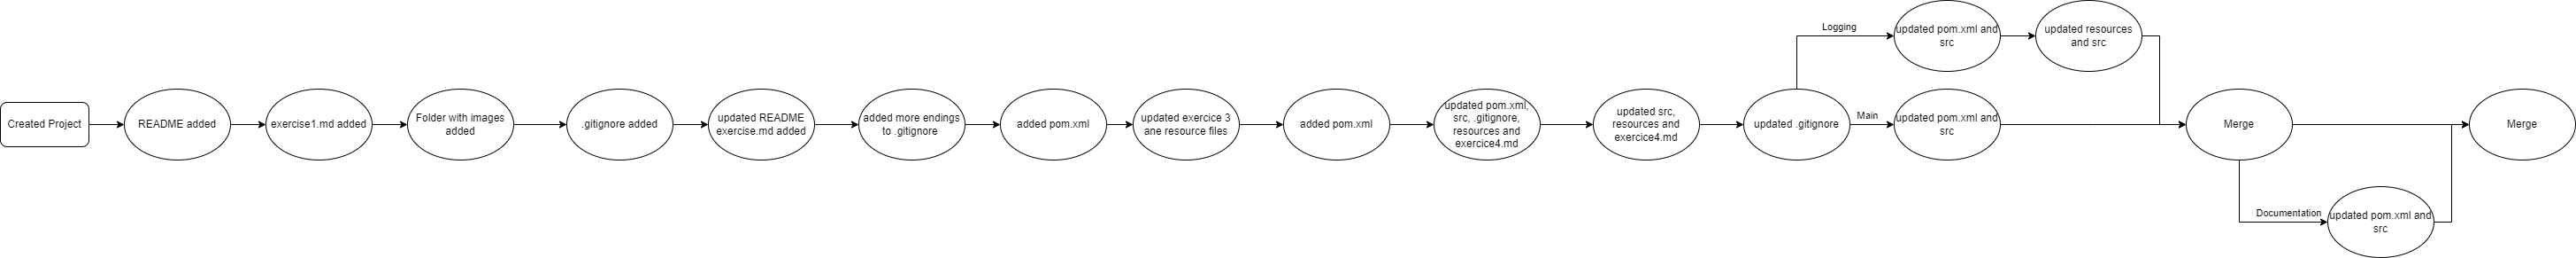 Created Project
README added
exercise1.md added
Folder with images
added
.gitignore added
updated README
exercise.md added
added more endings
to .gitignore
added pom.xml
updated exercice 3
ane resource files
added pom.xml
updated pom.xml,
src, .gitignore,
resources and
exercice4.md
updated src,
resources and
exercice4.md
updated .gitignore
Logging
updated pom.xml and
src
updated resources
and src
Main
updated pom.xml and
src
Merge
Documentation
updated pom.xml and
src
Merge